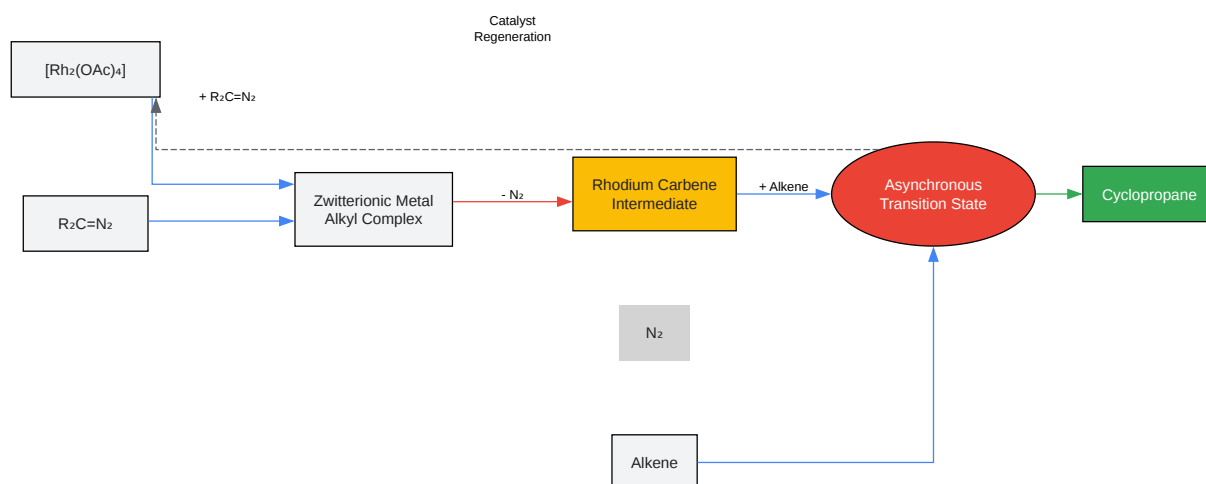 Catalyst
Regeneration
[Rh₂(OAc)₄]
+ R₂C=N₂
R₂C=N₂
Zwitterionic Metal
Alkyl Complex
- N₂
Rhodium Carbene
Intermediate
+ Alkene
Asynchronous
Transition State
Cyclopropane
N₂
Alkene